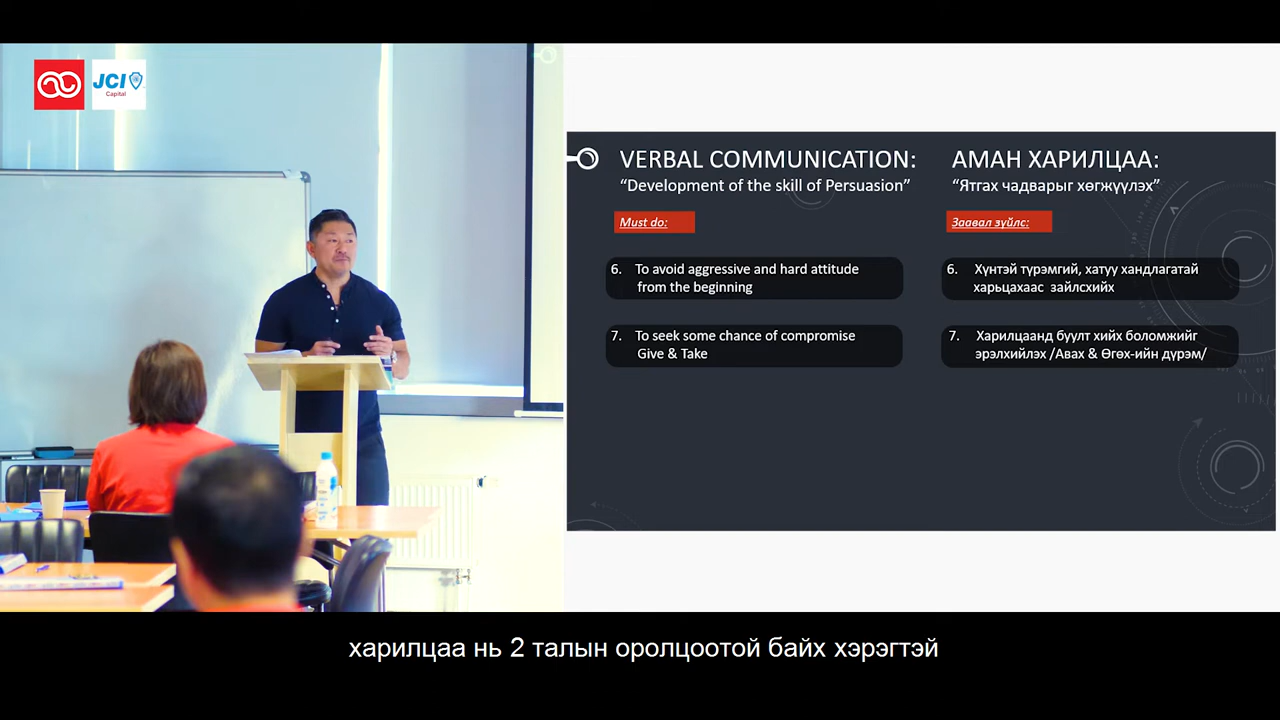 JCI
Capital
VERBAL COMMUNICATION:
“Development of the skill of Persuasion”
Must do:
6. To avoid aggressive and hard attitude
from the beginning
7. To seek some chance of compromise
Give & Take
АМАН ХАРИЛЦАА:
“Ятгах чадварыг хөгжүүлэх”
Заавал зүйлс:
6. Хүнтэй түрэмгий, хатуу хандлагатай
харьцахаас зайлсхийх
7. Харилцаанд буулт хийх боломжийг
эрэлхийлэх /Авах & Өгөх-ийн дүрэм/
харилцаа нь 2 талын оролцоотой байх хэрэгтэй